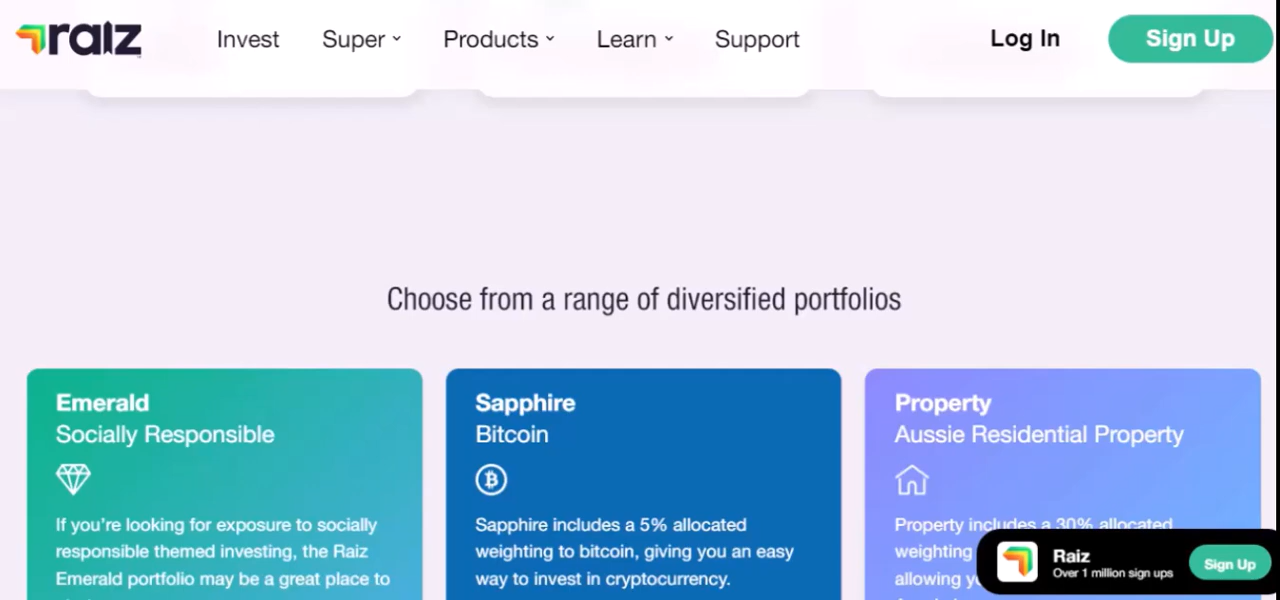 raiz
Invest
Super
Products
Learn
Support
Log In
Sign Up
Choose from a range of diversified portfolios
Emerald
Socially Responsible
If you're looking for exposure to socially
responsible themed investing, the Raiz
Emerald portfolio may be a great place to
Sapphire
Bitcoin
Sapphire includes a 5% allocated
weighting to bitcoin, giving you an easy
way to invest in cryptocurrency.
Property
Aussie Residential Property
Property includes a 30% allocated
weighting
allowing
Raiz
Over 1 million sign ups
Sign Up